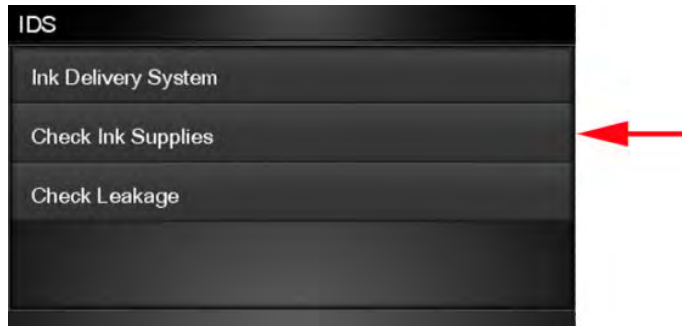 IDS
Ink Delivery System
Check Ink Supplies
Check Leakage